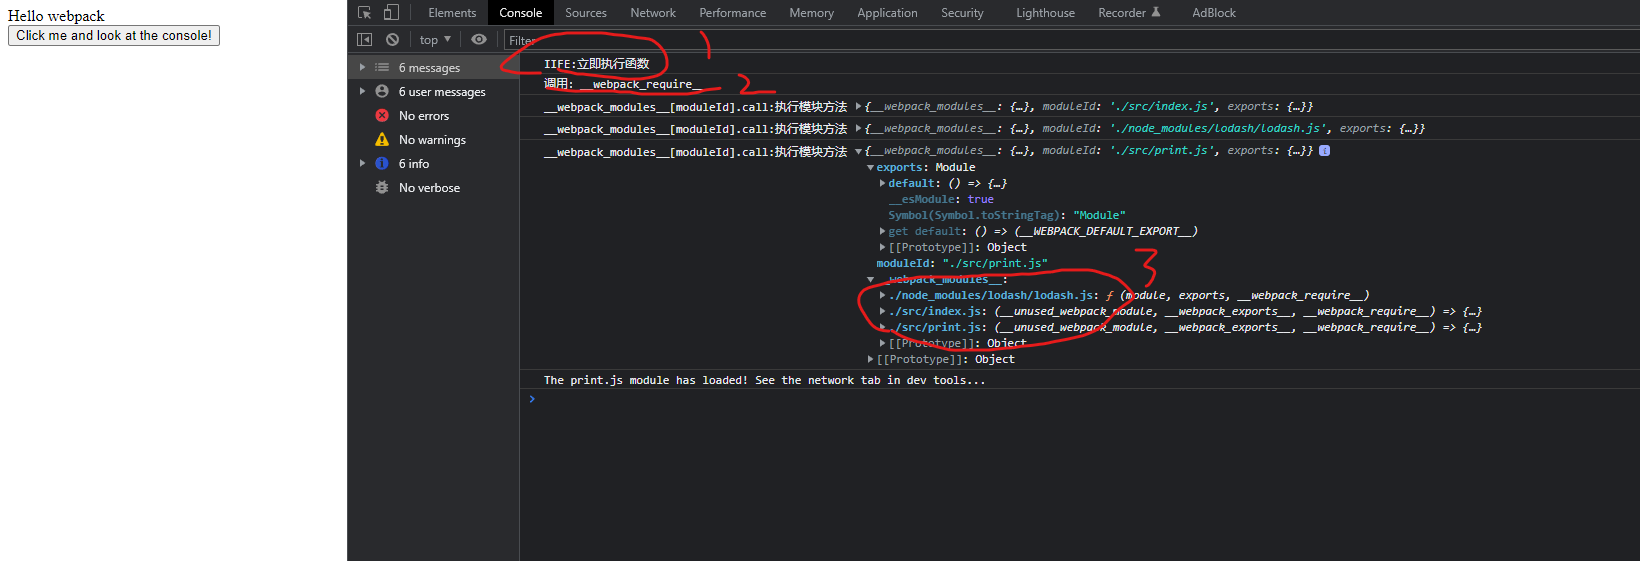 Hello webpack
Click me and look at the console!
Elements Console Sources Network Performance Memory Application Security Lighthouse Recorder AdBlock
top Filter
6 messages
6 user messages
No errors
No warnings
6 info
No verbose
IIFE:立即执行函数 1
调用: __webpack_require__ 2
__webpack_modules__[moduleId].call:执行模块方法 {__webpack_modules__: {…}, moduleId: './src/index.js', exports: {…}}
__webpack_modules__[moduleId].call:执行模块方法 {__webpack_modules__: {…}, moduleId: './node_modules/lodash/lodash.js', exports: {…}}
__webpack_modules__[moduleId].call:执行模块方法 {__webpack_modules__: {…}, moduleId: './src/print.js', exports: {…}} i
exports: Module
default: () => {…}
__esModule: true
Symbol(Symbol.toStringTag): "Module"
get default: () => (__WEBPACK_DEFAULT_EXPORT__)
[[Prototype]]: Object
moduleId: "./src/print.js" 3
__webpack_modules__:
./node_modules/lodash/lodash.js: ƒ (module, exports, __webpack_require__)
./src/index.js: (__unused_webpack_module, __webpack_exports__, __webpack_require__) => {…}
./src/print.js: (__unused_webpack_module, __webpack_exports__, __webpack_require__) => {…}
[[Prototype]]: Object
[[Prototype]]: Object
The print.js module has loaded! See the network tab in dev tools...